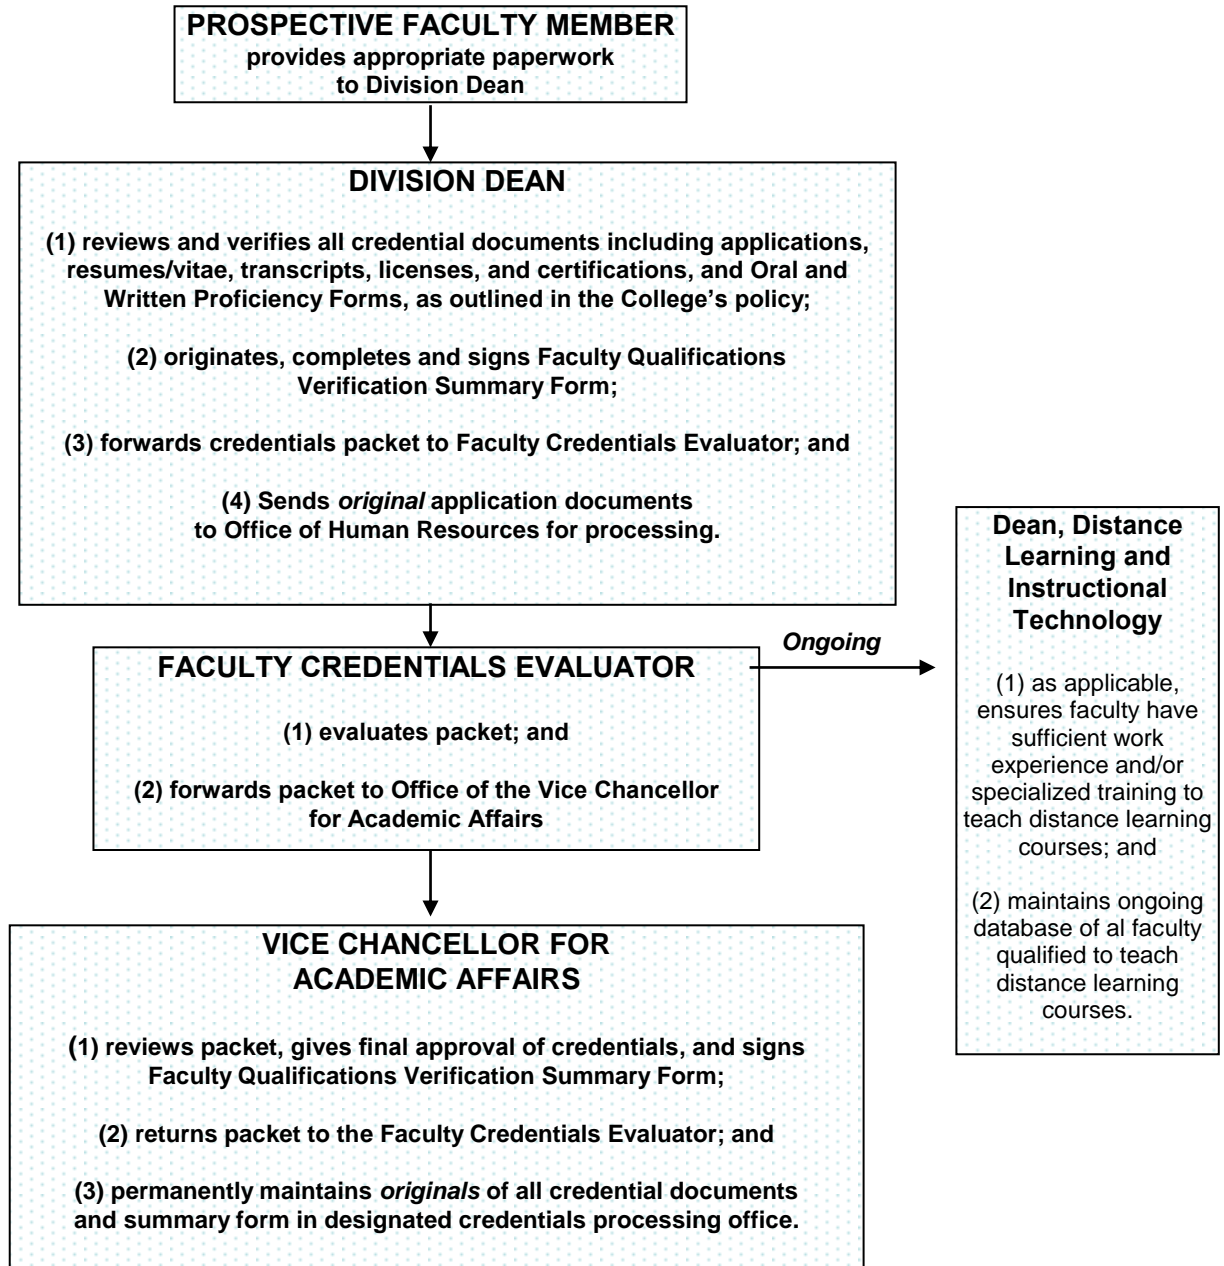 PROSPECTIVE FACULTY MEMBER
provides appropriate paperwork
to Division Dean
DIVISION DEAN
(1) reviews and verifies all credential documents including applications,
resumes/vitae, transcripts, licenses, and certifications, and Oral and
Written Proficiency Forms, as outlined in the College’s policy;
(2) originates, completes and signs Faculty Qualifications
Verification Summary Form;
(3) forwards credentials packet to Faculty Credentials Evaluator; and
(4) Sends original application documents
to Office of Human Resources for processing.
FACULTY CREDENTIALS EVALUATOR
(1) evaluates packet; and
(2) forwards packet to Office of the Vice Chancellor
for Academic Affairs
Ongoing
Dean, Distance
Learning and
Instructional
Technology
(1) as applicable,
ensures faculty have
sufficient work
experience and/or
specialized training to
teach distance learning
courses; and
(2) maintains ongoing
database of al faculty
qualified to teach
distance learning
courses.
VICE CHANCELLOR FOR
ACADEMIC AFFAIRS
(1) reviews packet, gives final approval of credentials, and signs
Faculty Qualifications Verification Summary Form;
(2) returns packet to the Faculty Credentials Evaluator; and
(3) permanently maintains originals of all credential documents
and summary form in designated credentials processing office.